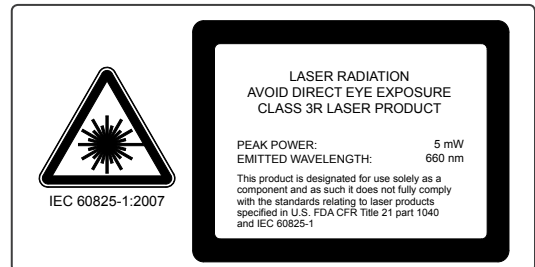 LASER RADIATION
AVOID DIRECT EYE EXPOSURE
CLASS 3R LASER PRODUCT
PEAK POWER: 5 mW
EMITTED WAVELENGTH: 660 nm
This product is designated for use solely as a
component and as such it does not fully comply
with the standards relating to laser products
specified in U.S. FDA CFR Title 21 part 1040
and IEC 60825-1
IEC 60825-1:2007